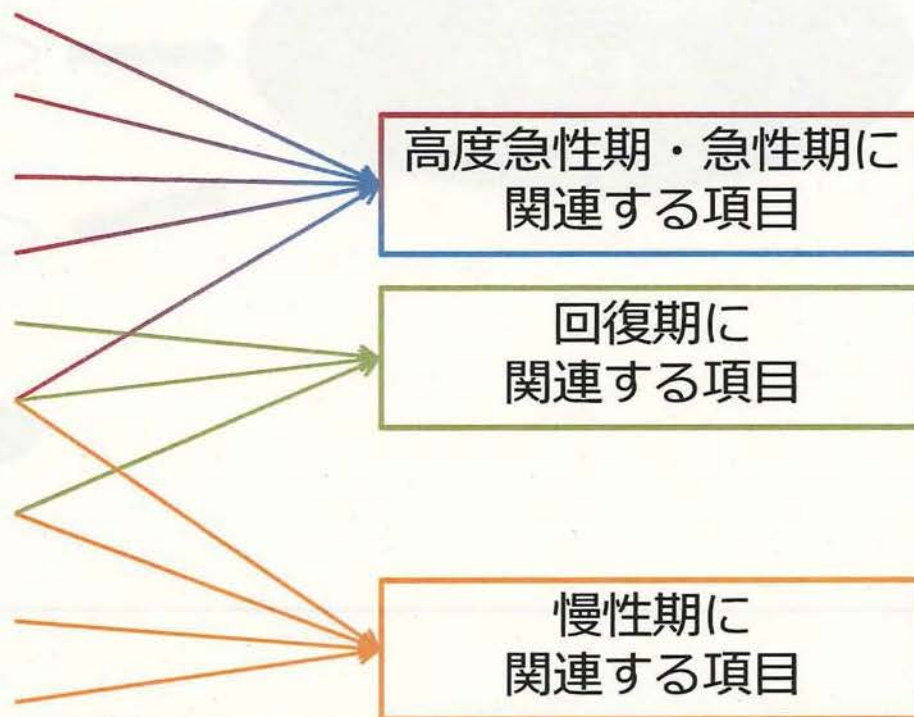 高度急性期・急性期に
関連する項目
回復期に
関連する項目
慢性期に
関連する項目